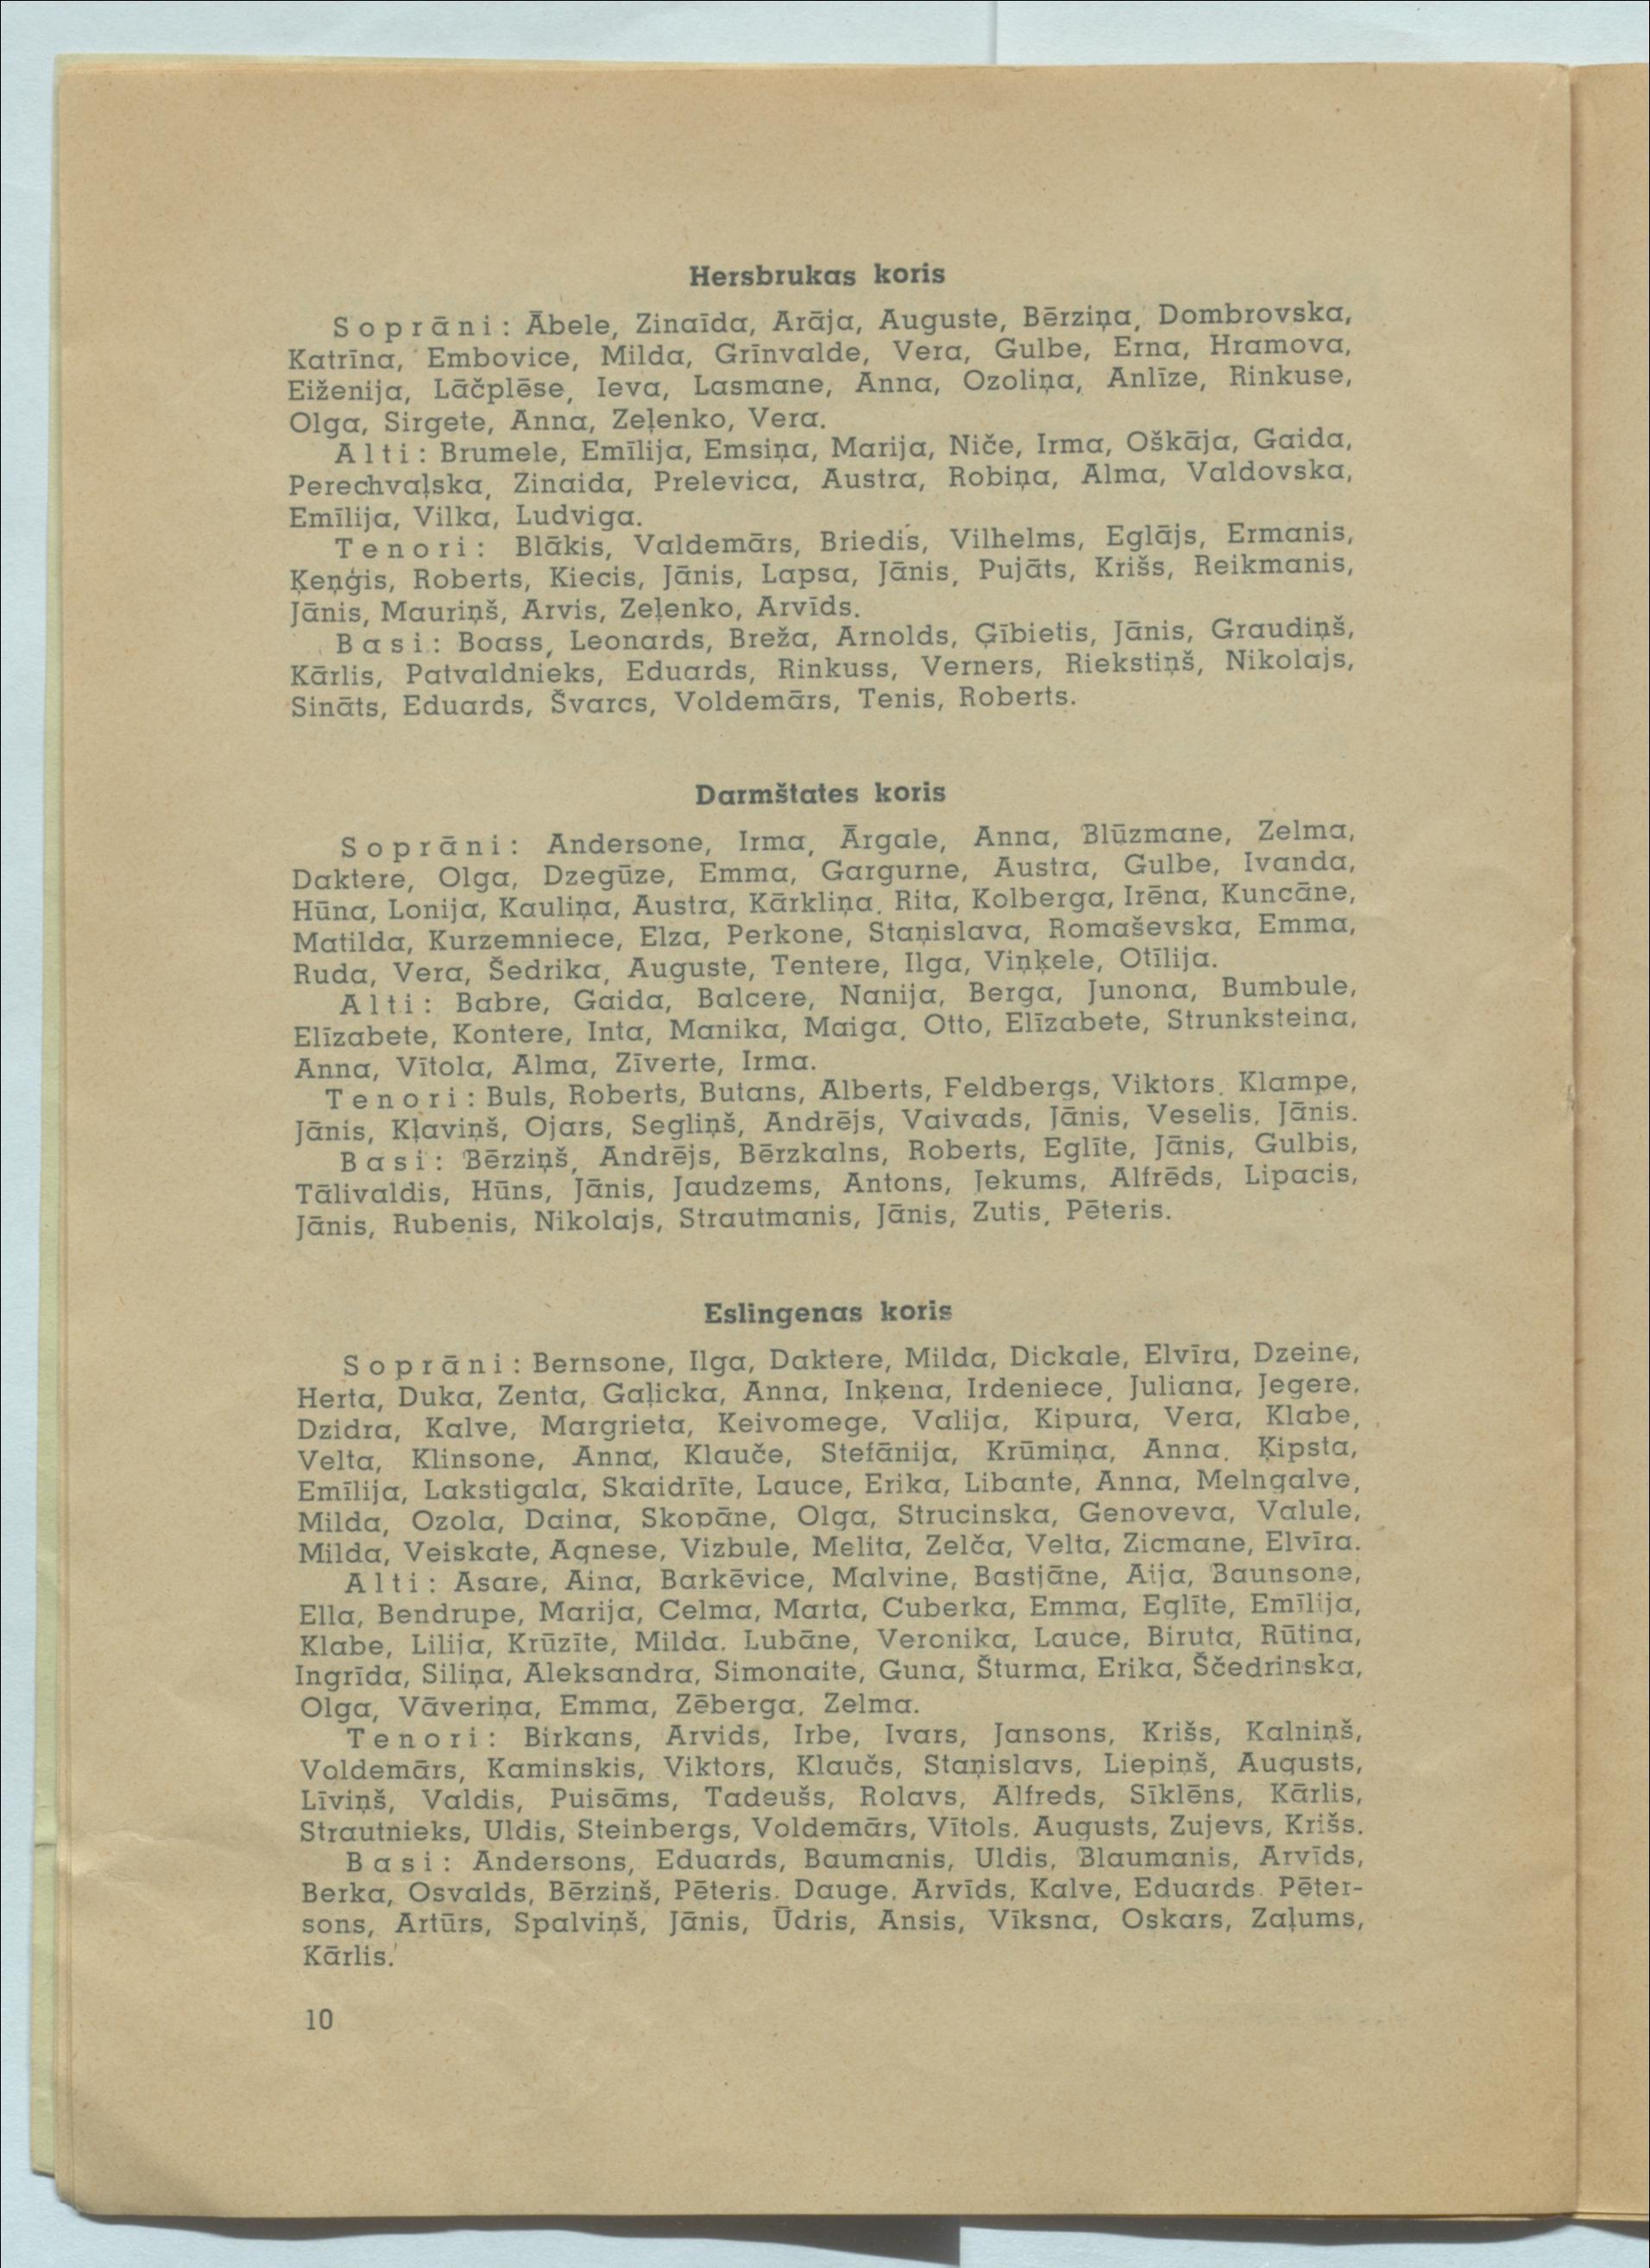 Hersbrukas koris
Soprāni: Ābele, Zinaīda, Arāja, Auguste, Bērziņa, Dombrovska,
Katrīna, Embovice, Milda, Grīnvalde, Vera, Gulbe, Erna, Hramova,
Eiženija, Lāčplēse, Ieva, Lasmane, Anna, Ozoliņa, Anlīze, Rinkuse,
Olga, Sirgete, Anna, Zeļenko, Vera.
Alti: Brumele, Emīlija, Emsiņa, Marija, Niče, Irma, Oškāja, Gaida,
Perechvaļska, Zinaida, Prelevica, Austra, Robiņa, Alma, Valdovska,
Emīlija, Vilka, Ludviga.
Tenori: Blākis, Valdemārs, Briedis, Vilhelms, Eglājs, Ermanis,
Ķeņģis, Roberts, Kiecis, Jānis, Lapsa, Jānis, Pujāts, Krišs, Reikmanis,
Jānis, Mauriņš, Arvis, Zeļenko, Arvīds.
Basi: Boass, Leonards, Breža, Arnolds, Ģībietis, Jānis, Graudiņš,
Kārlis, Patvaldnieks, Eduards, Rinkuss, Verners, Riekstiņš, Nikolajs,
Sināts, Eduards, Švarcs, Voldemārs, Tenis, Roberts.
Darmštates koris
Soprāni: Andersone, Irma, Ārgale, Anna, Blūzmane, Zelma,
Daktere, Olga, Dzegūze, Emma, Gargurne, Austra, Gulbe, Ivanda,
Hūna, Lonija, Kauliņa, Austra, Kārkliņa. Rita, Kolberga, Irēna, Kuncāne,
Matilda, Kurzemniece, Elza, Perkone, Staņislava, Romaševska, Emma,
Ruda, Vera, Šedrika, Auguste, Tentere, Ilga, Viņķele, Otīlija.
Alti: Babre, Gaida, Balcere, Nanija, Berga, Junona, Bumbule,
Elīzabete, Kontere, Inta, Manika, Maiga, Otto, Elīzabete, Strunksteina,
Anna, Vītola, Alma, Zīverte, Irma.
Tenori: Buls, Roberts, Butans, Alberts, Feldbergs, Viktors. Klampe,
Jānis, Kļaviņš, Ojars, Segliņš, Andrējs, Vaivads, Jānis, Veselis, Jānis.
Basi: Bērziņš, Andrējs, Bērzkalns, Roberts, Eglīte, Jānis, Gulbis,
Tālivaldis, Hūns, Jānis, Jaudzems, Antons, Jekums, Alfrēds, Lipacis,
Jānis, Rubenis, Nikolajs, Strautmanis, Jānis, Zutis, Pēteris.
Eslingenas koris
Soprāni: Bernsone, Ilga, Daktere, Milda, Dickale, Elvīra, Dzeine,
Herta, Duka, Zenta, Gaļicka, Anna, Inķena, Irdeniece, Juliana, Jegere,
Dzidra, Kalve, Margrieta, Keivomege, Valija, Kipura, Vera, Klabe,
Velta, Klinsone, Anna, Klauče, Stefānija, Krūmiņa, Anna. Ķipsta,
Emīlija, Lakstigala, Skaidrīte, Lauce, Erika, Libante, Anna, Melngalve,
Milda, Ozola, Daina, Skopāne, Olga, Strucinska, Genoveva, Valule,
Milda, Veiskate, Agnese, Vizbule, Melita, Zelča, Velta, Zicmane, Elvīra.
Alti: Asare, Aina, Barkēvice, Malvine, Bastjāne, Aija, Baunsone,
Ella, Bendrupe, Marija, Celma, Marta, Cuberka, Emma, Eglīte, Emīlija,
Klabe, Lilija, Krūzīte, Milda. Lubāne, Veronika, Lauce, Biruta, Rūtina,
Ingrīda, Siliņa, Aleksandra, Simonaite, Guna, Šturma, Erika, Ščedrinska,
Olga, Vāveriņa, Emma, Zēberga, Zelma.
Tenori: Birkans, Arvids, Irbe, Ivars, Jansons, Krišs, Kalniņš,
Voldemārs, Kaminskis, Viktors, Klaučs, Staņislavs, Liepiņš, Augusts,
Līviņš, Valdis, Puisāms, Tadeušs, Rolavs, Alfreds, Sīklēns, Kārlis,
Strautnieks, Uldis, Steinbergs, Voldemārs, Vītols. Augusts, Zujevs, Krišs.
Basi: Andersons, Eduards, Baumanis, Uldis, Blaumanis, Arvīds,
Berka, Osvalds, Bērziņš, Pēteris. Dauge, Arvīds, Kalve, Eduards. Pēter-
sons, Artūrs, Spalviņš, Jānis, Ūdris, Ansis, Vīksna, Oskars, Zaļums,
Kārlis.
10